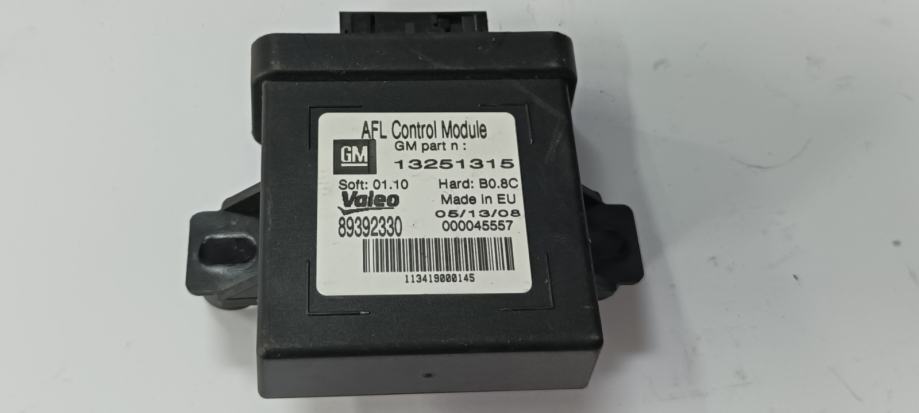 AFL Control Module
GM
GM part n :
13251315
Soft: 01.10 Hard: B0.8C
Valeo Made in EU
05/13/08
89392330 000045557
113419000145